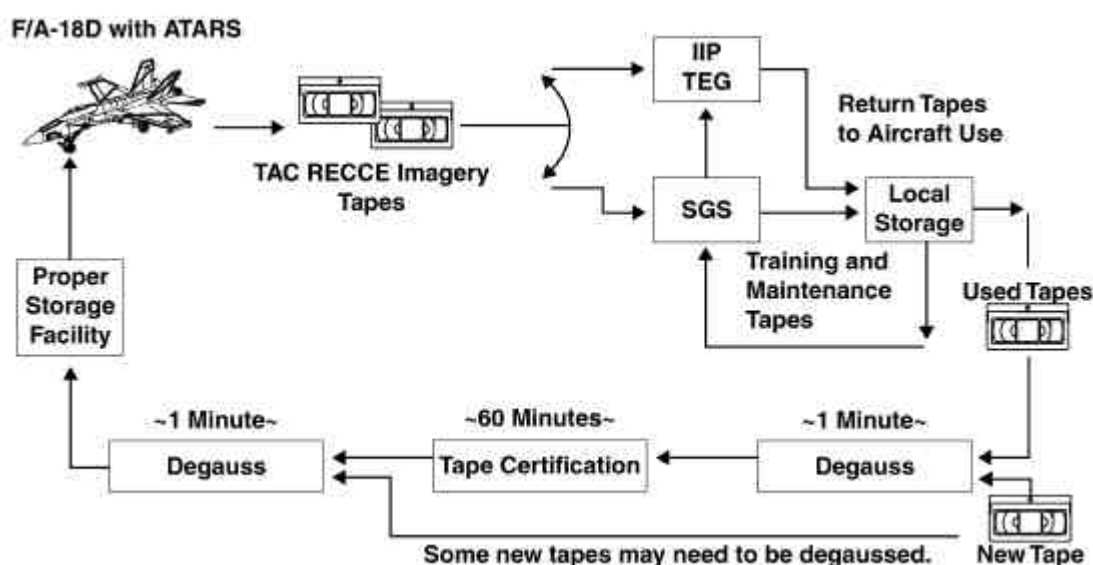 F/A-18D with ATARS
IIP
TEG
Return Tapes
to Aircraft Use
TAC RECCE Imagery
Tapes
SGS
Local
Storage
Training and
Maintenance
Tapes
Used Tapes
Proper
Storage
Facility
~1 Minute~
~60 Minutes~
~1 Minute~
Degauss
Tape Certification
Degauss
Some new tapes may need to be degaussed.
New Tape